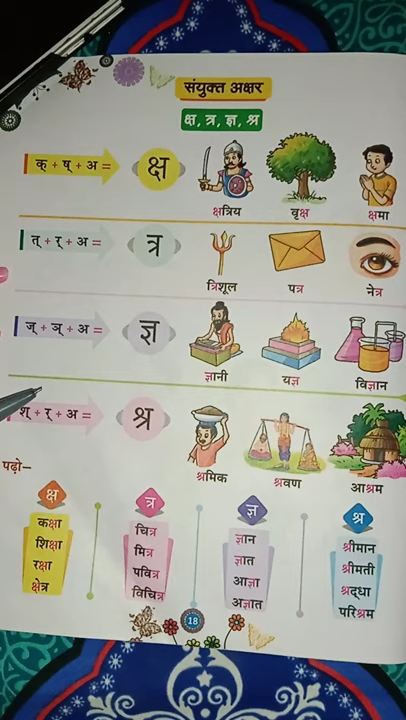 संयुक्त अक्षर
क्ष, त्र, ज्ञ, श्र
क् + ष् + अ = क्ष
क्षत्रिय वृक्ष क्षमा
त् + र् + अ = त्र
त्रिशूल पत्र नेत्र
ज् + ञ् + अ = ज्ञ
ज्ञानी यज्ञ विज्ञान
श् + र् + अ = श्र
श्रमिक श्रवण आश्रम
पढ़ो–
क्ष त्र ज्ञ श्र
कक्षा चित्र ज्ञान श्रीमान
शिक्षा मित्र ज्ञात श्रीमती
रक्षा पवित्र आज्ञा श्रद्धा
क्षेत्र विचित्र अज्ञात परिश्रम
18